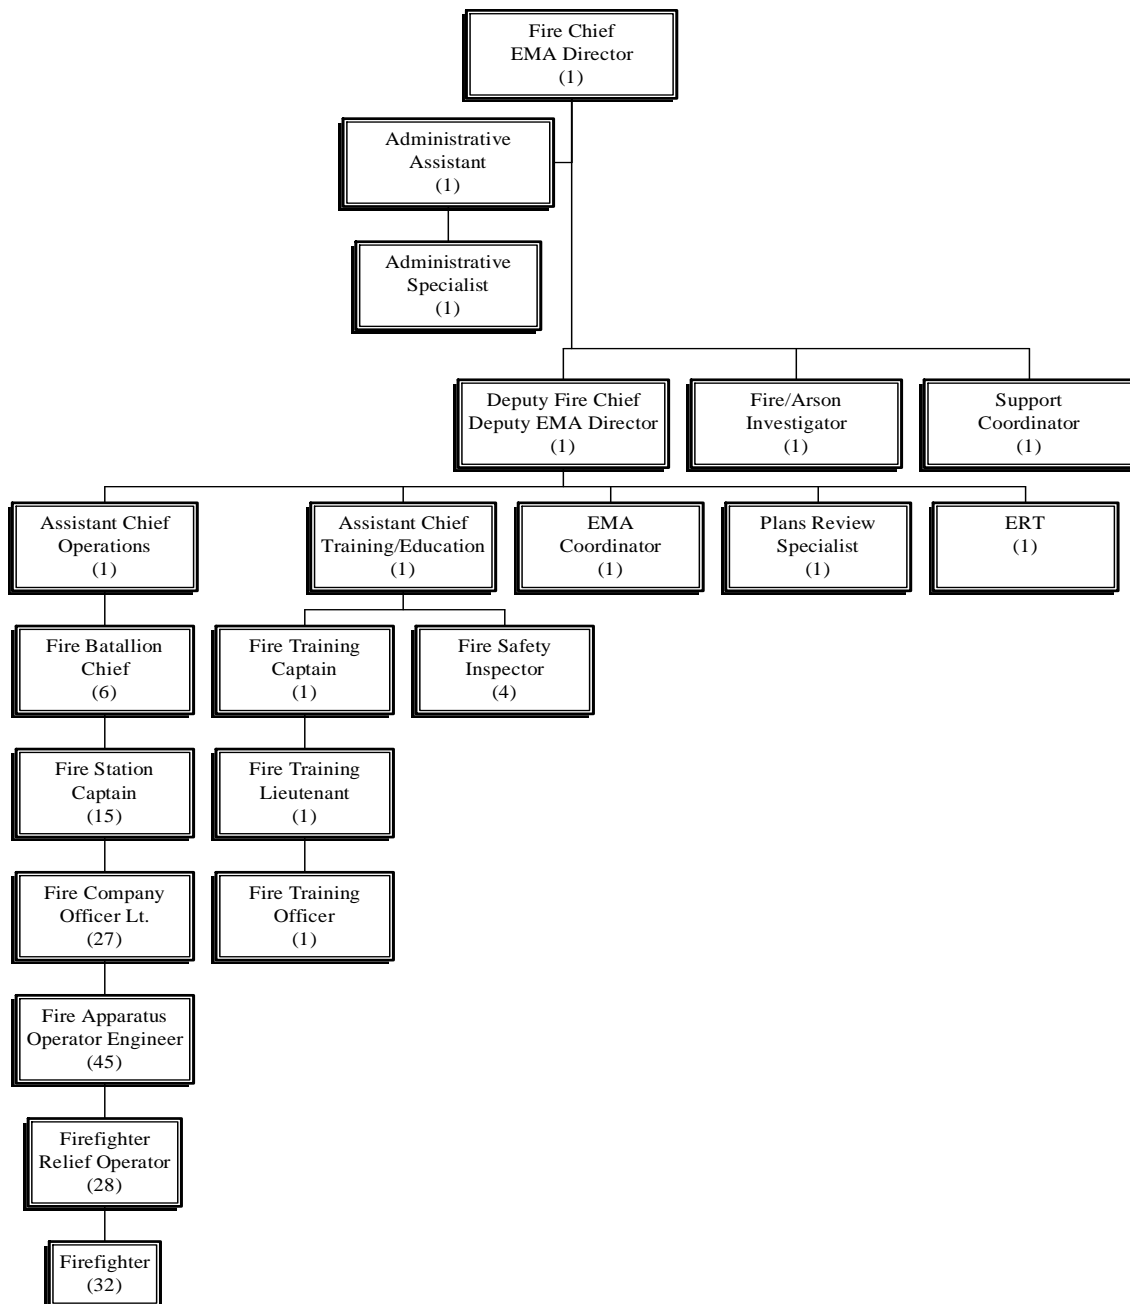 Fire Chief
EMA Director
(1)
Administrative
Assistant
(1)
Administrative
Specialist
(1)
Deputy Fire Chief
Deputy EMA Director
(1)
Fire/Arson
Investigator
(1)
Support
Coordinator
(1)
Assistant Chief
Operations
(1)
Assistant Chief
Training/Education
(1)
EMA
Coordinator
(1)
Plans Review
Specialist
(1)
ERT
(1)
Fire Batallion
Chief
(6)
Fire Training
Captain
(1)
Fire Safety
Inspector
(4)
Fire Station
Captain
(15)
Fire Training
Lieutenant
(1)
Fire Company
Officer Lt.
(27)
Fire Training
Officer
(1)
Fire Apparatus
Operator Engineer
(45)
Firefighter
Relief Operator
(28)
Firefighter
(32)